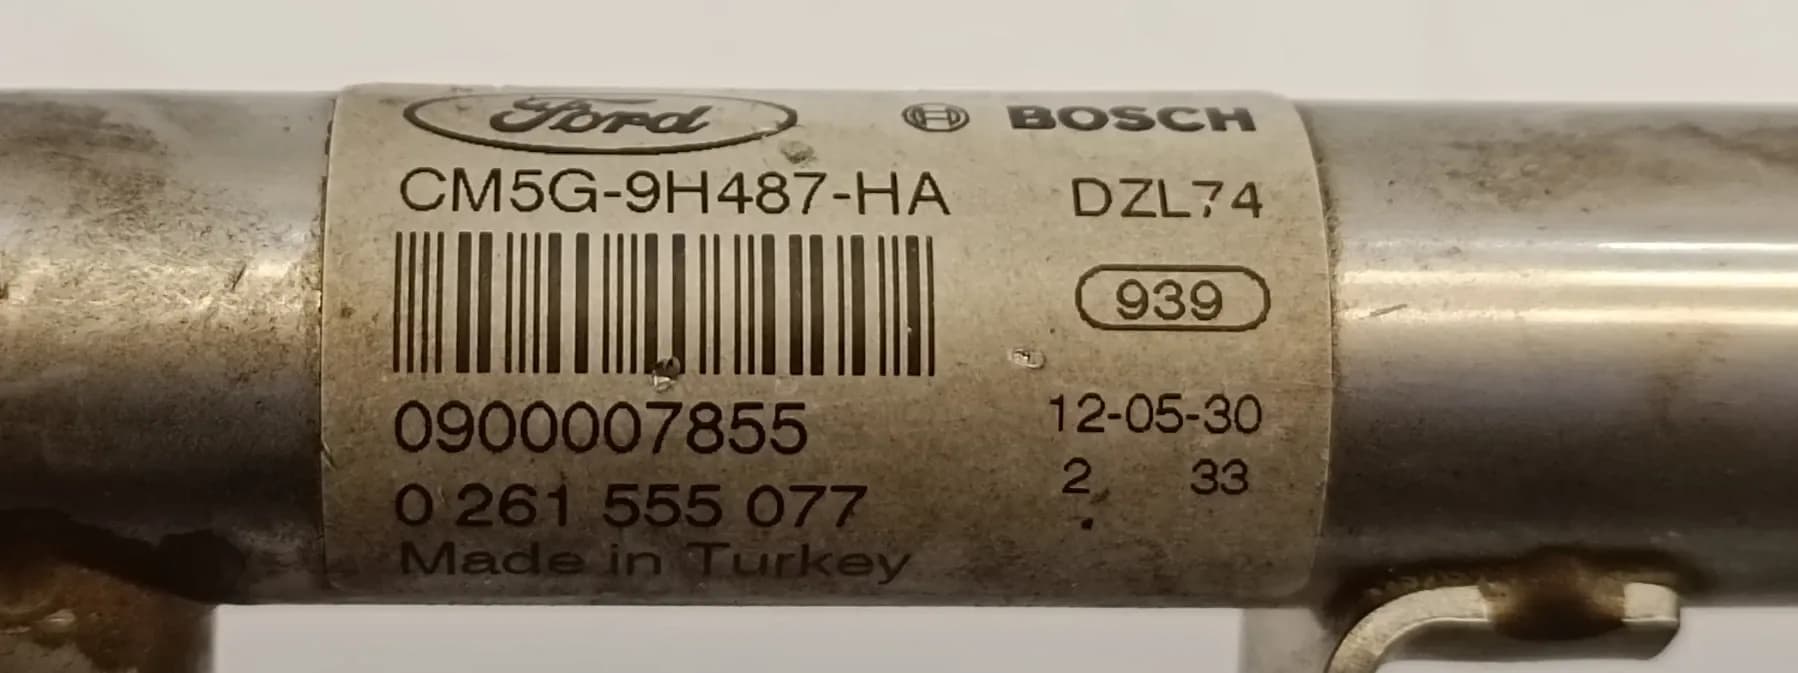 Ford BOSCH
CM5G-9H487-HA DZL74
939
0900007855 12-05-30
0 261 555 077 2 33
Made in Turkey